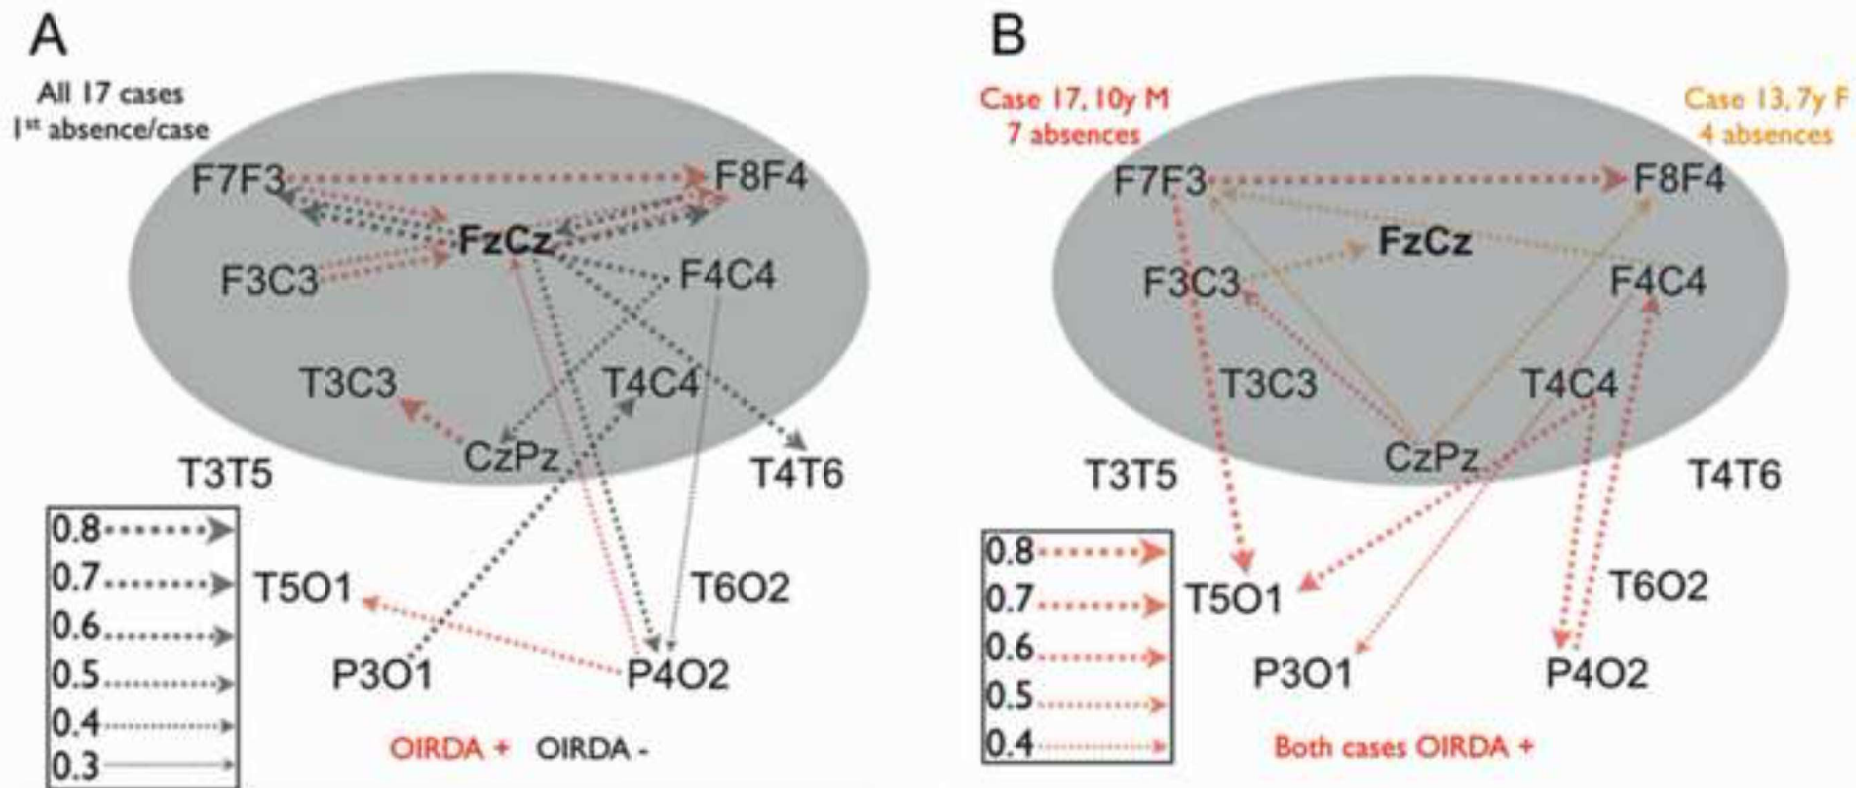 A
All 17 cases
1st absence/case
F7F3
F8F4
FzCz
F3C3
F4C4
T3C3
T4C4
CzPz
T3T5
T4T6
0.8
0.7
0.6
0.5
0.4
0.3
T5O1
T6O2
P3O1
P4O2
OIRDA + OIRDA -
B
Case 17, 10y M
7 absences
Case 13, 7y F
4 absences
F7F3
F8F4
FzCz
F3C3
F4C4
T3C3
T4C4
CzPz
T3T5
T4T6
0.8
0.7
0.6
0.5
0.4
T5O1
T6O2
P3O1
P4O2
Both cases OIRDA +